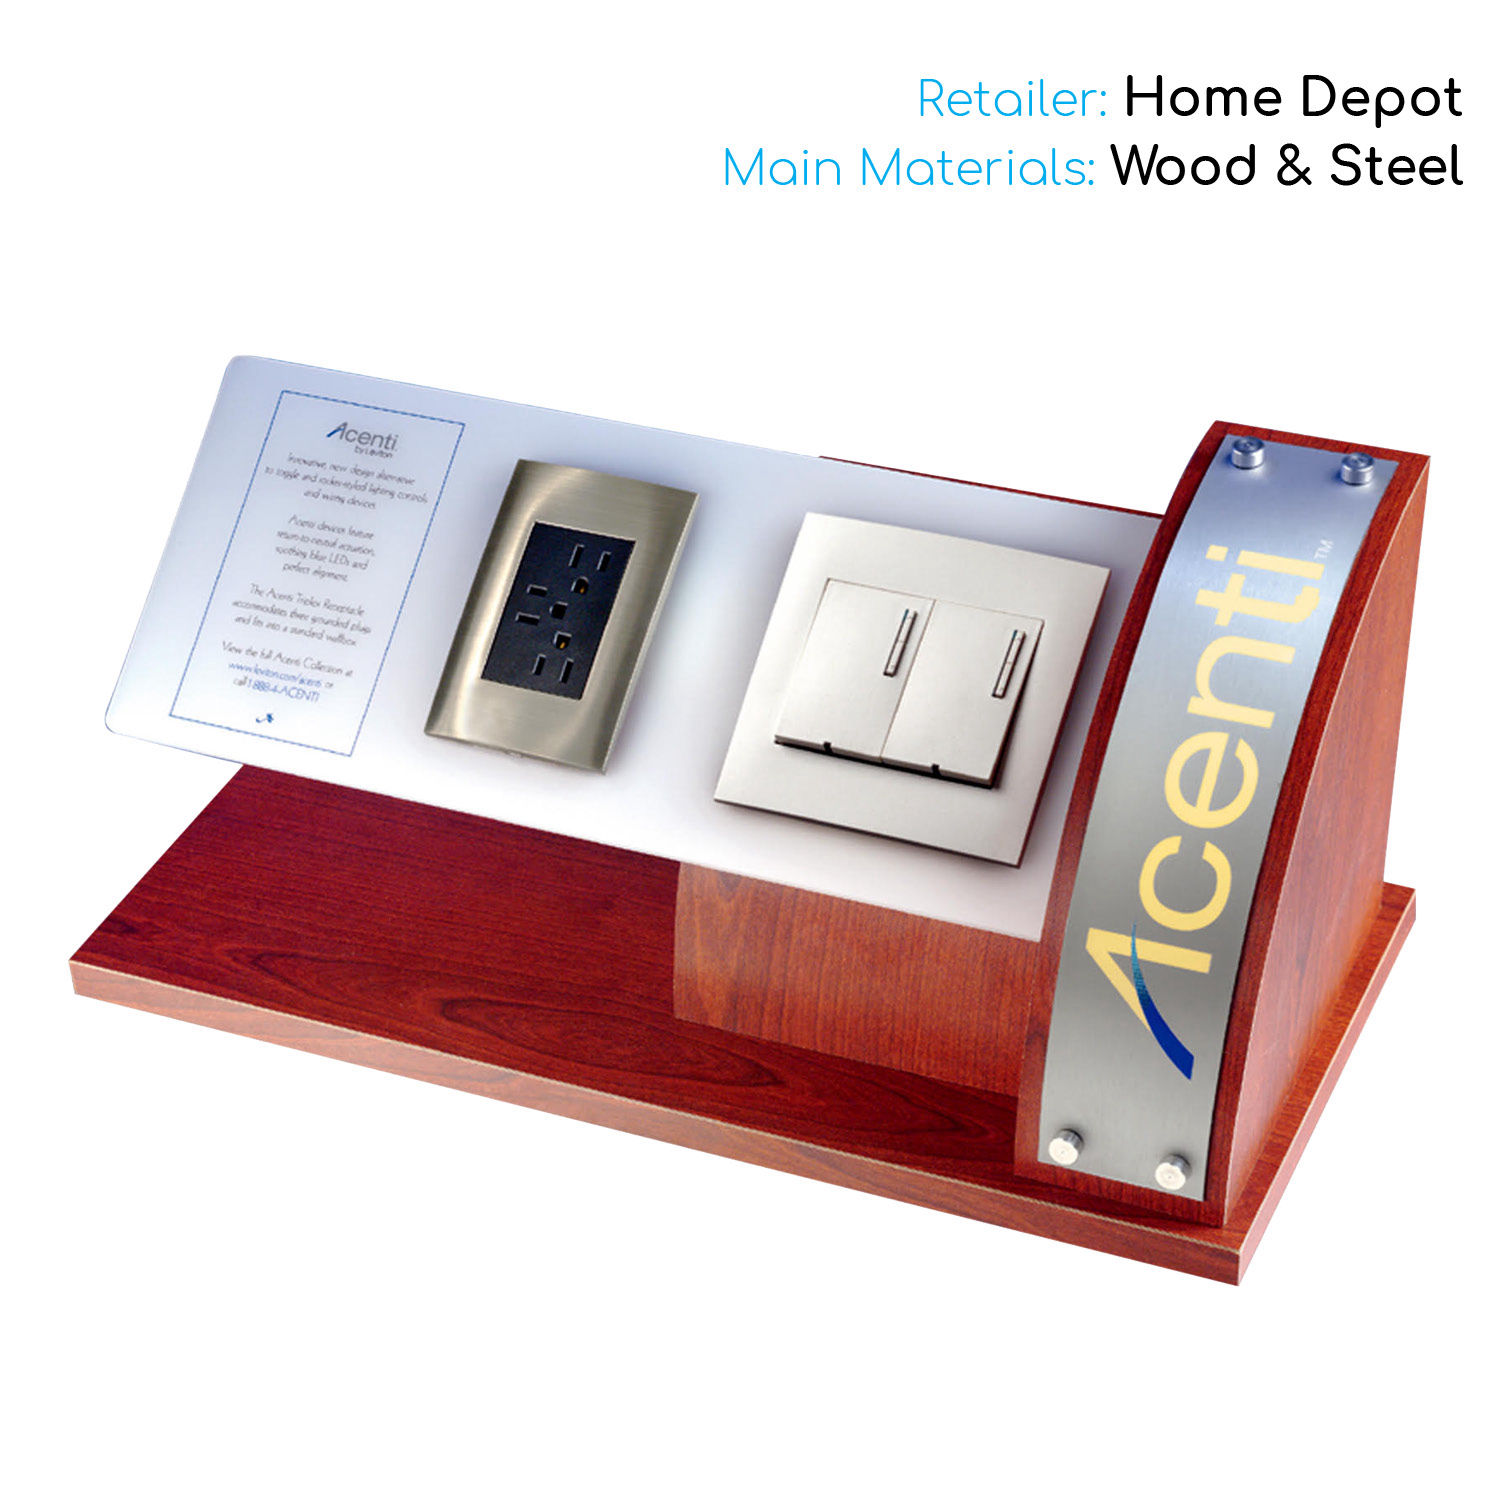 Retailer: Home Depot
Main Materials: Wood & Steel
Acenti
by Leviton
Innovative, new design alternative
to toggle and rocker-styled lighting controls
and wiring devices.
Acenti devices feature
return-to-neutral actuation,
soothing blue LEDs and
perfect alignment.
The Acenti Triplex Receptacle
accommodates three grounded plugs
and fits into a standard wallbox.
View the full Acenti Collection at
www.leviton.com/acenti or
call 1-888-4-ACENTI
Acenti™